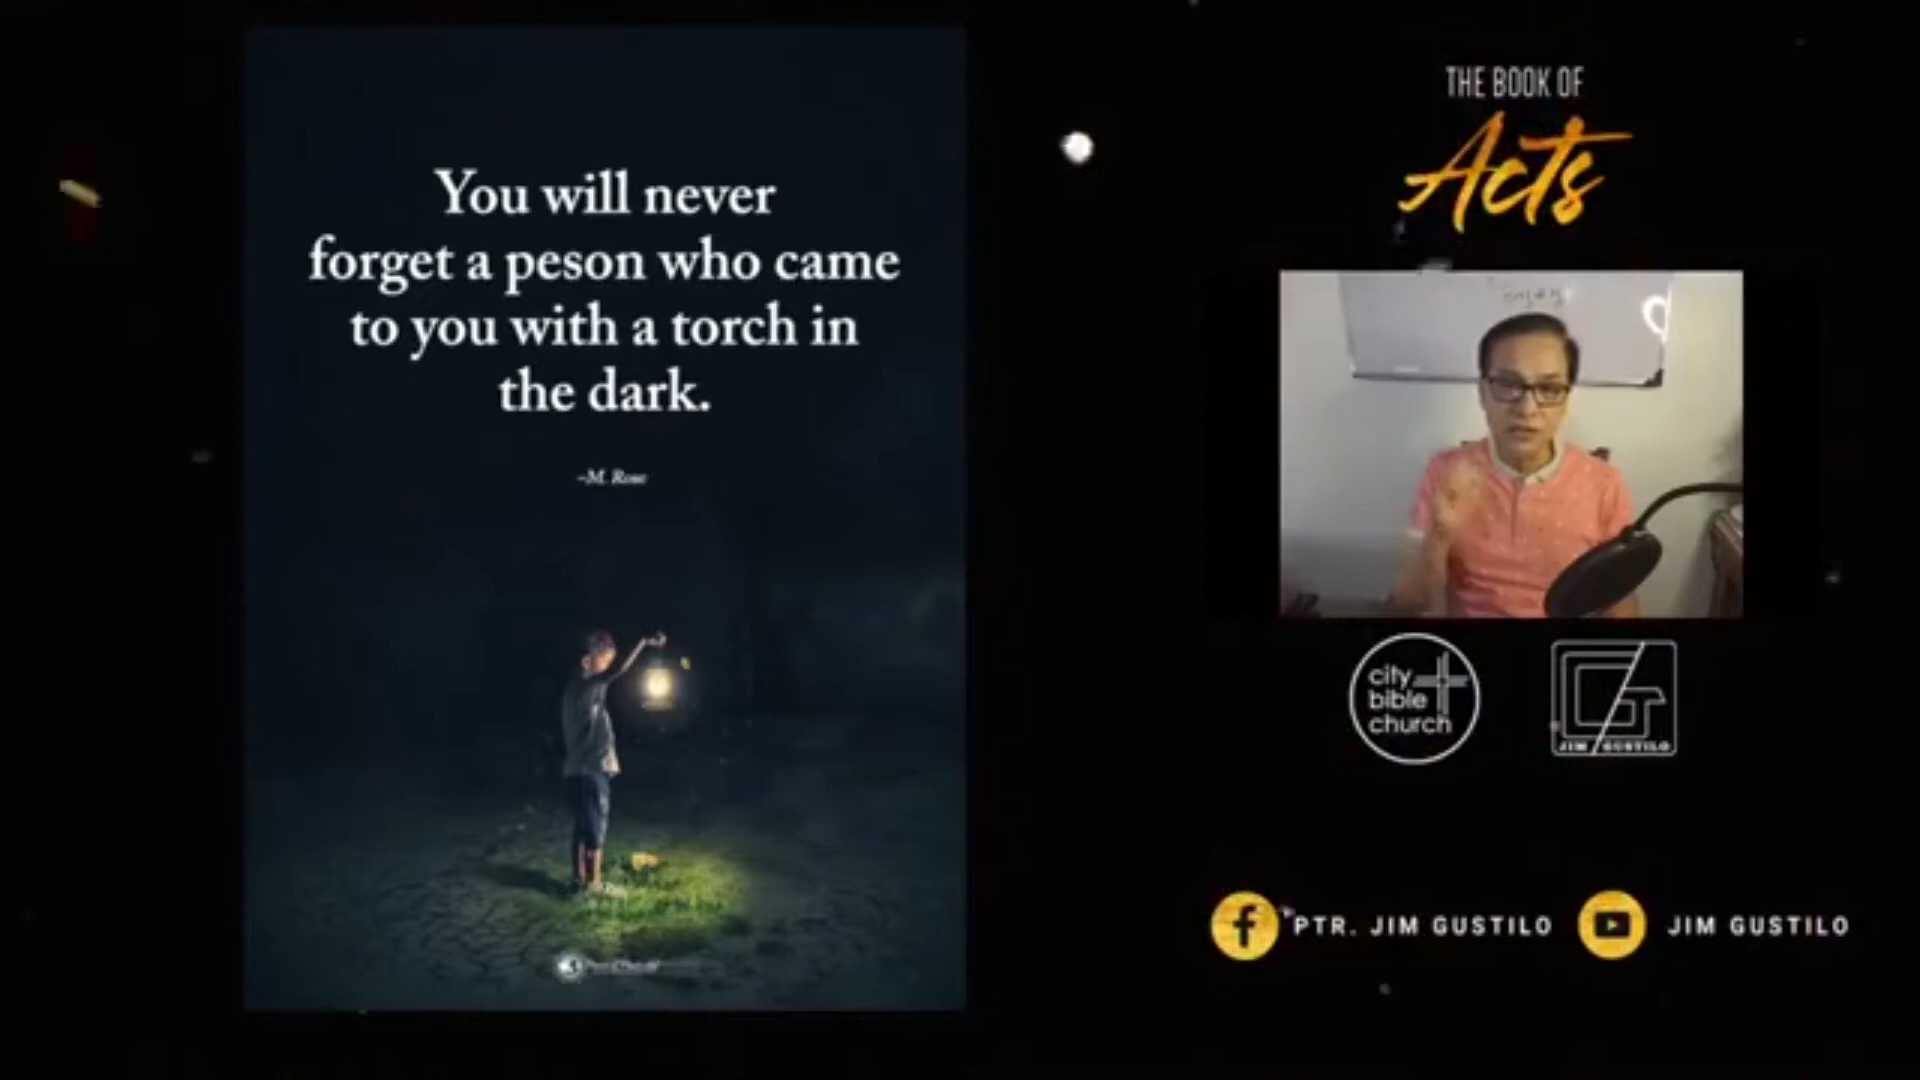 You will never
forget a peson who came
to you with a torch in
the dark.
~M. Rose
THE BOOK OF
Acts
city
bible
church
JIM GUSTILO
PTR. JIM GUSTILO
JIM GUSTILO